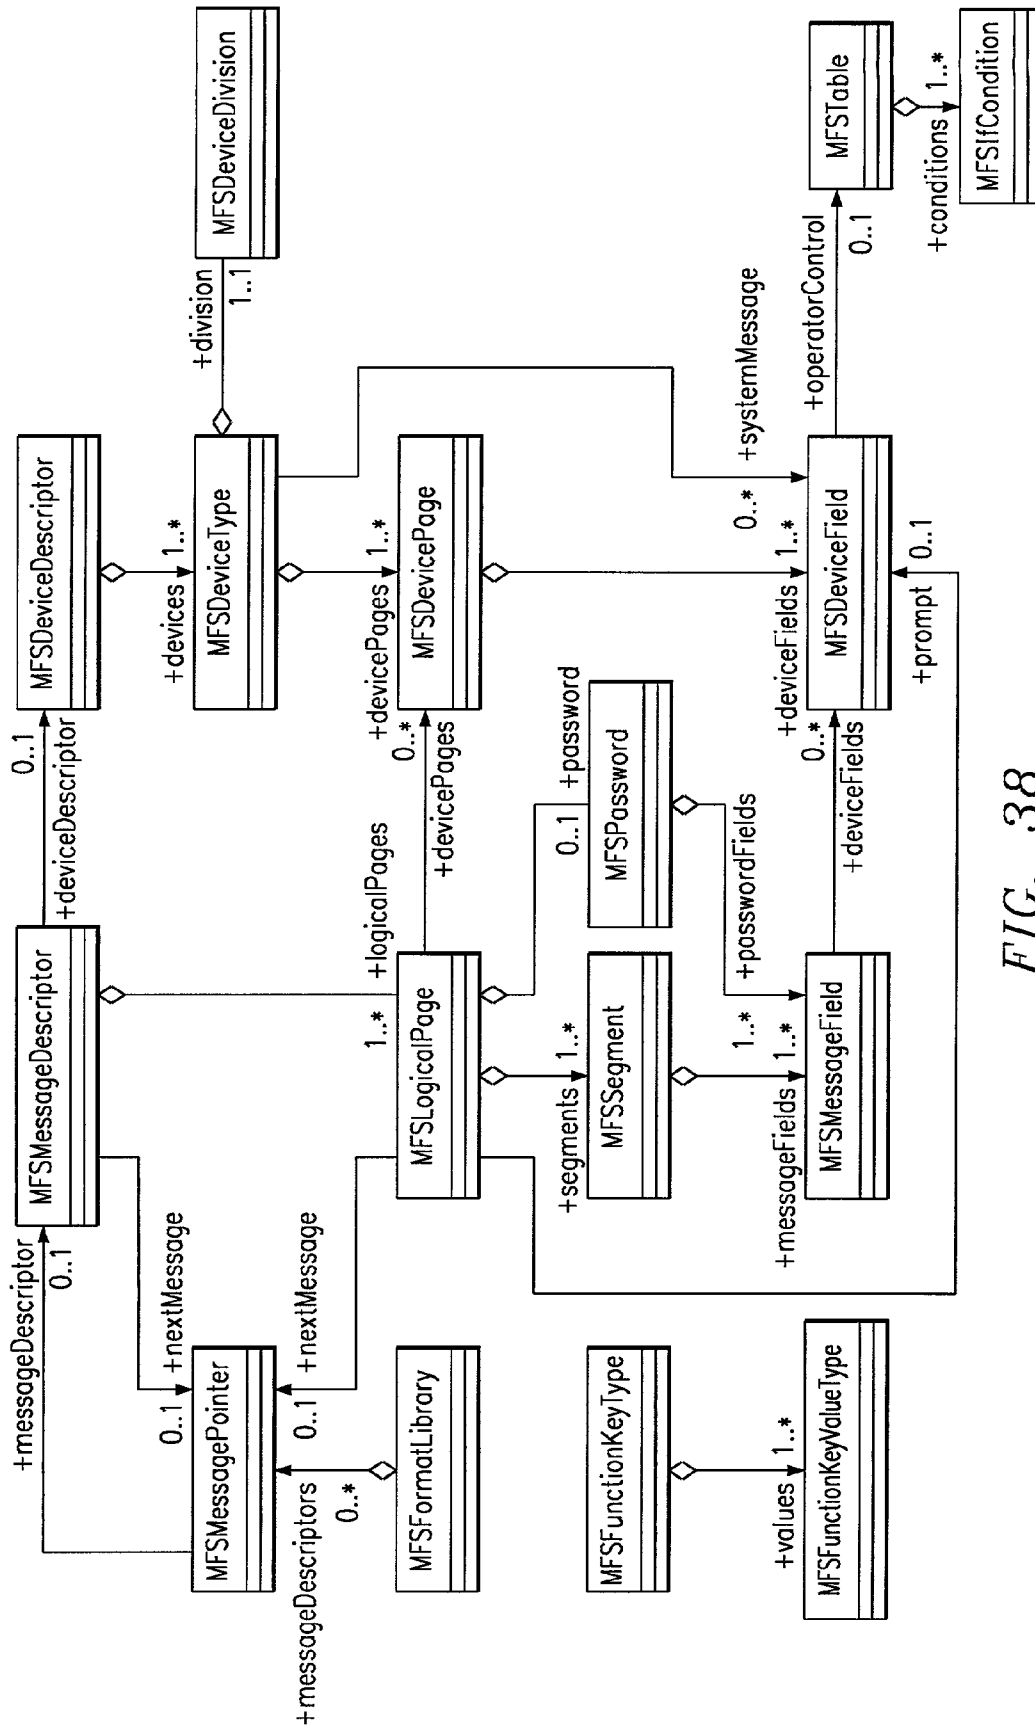 +messageDescriptor
0..1
MFSMessageDescriptor
+deviceDescriptor
0..1
MFSDeviceDescriptor
MFSMessagePointer
0..1
+nextMessage
+devices
1..*
MFSDeviceType
+division
1..1
MFSDeviceDivision
+messageDescriptors
0..*
0..1
+nextMessage
1..*
+logicalPages
+devicePages
1..*
MFSFormatLibrary
MFSLogicalPage
+devicePages
0..*
MFSDevicePage
+segments
1..*
0..1
+password
MFSFunctionKeyType
MFSSegment
MFSPassword
+values
1..*
+messageFields
1..*
1..*
+passwordFields
+deviceFields
1..*
0..*
+systemMessage
MFSFunctionKeyValueType
MFSMessageField
+deviceFields
0..*
MFSDeviceField
+operatorControl
0..1
MFSTable
+prompt
0..1
+conditions
1..*
MFSIfCondition
FIG. 38